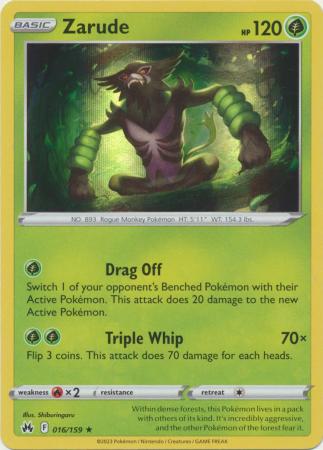 BASIC Zarude HP 120
NO. 893 Rogue Monkey Pokémon HT: 5'11" WT: 154.3 lbs.
Drag Off
Switch 1 of your opponent's Benched Pokémon with their
Active Pokémon. This attack does 20 damage to the new
Active Pokémon.
Triple Whip 70×
Flip 3 coins. This attack does 70 damage for each heads.
weakness ×2 resistance retreat
Illus. Shiburingaru
F 016/159 ★
Within dense forests, this Pokémon lives in a pack
with others of its kind. It's incredibly aggressive,
and the other Pokémon of the forest fear it.
©2023 Pokémon / Nintendo / Creatures / GAME FREAK